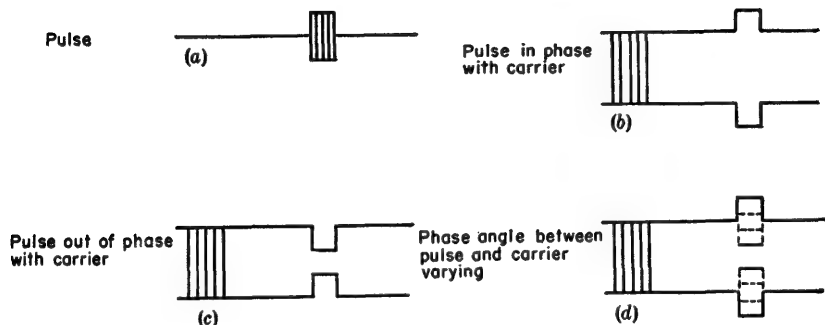 Pulse
(a)
Pulse in phase
with carrier
(b)
Pulse out of phase
with carrier
(c)
Phase angle between
pulse and carrier
varying
(d)